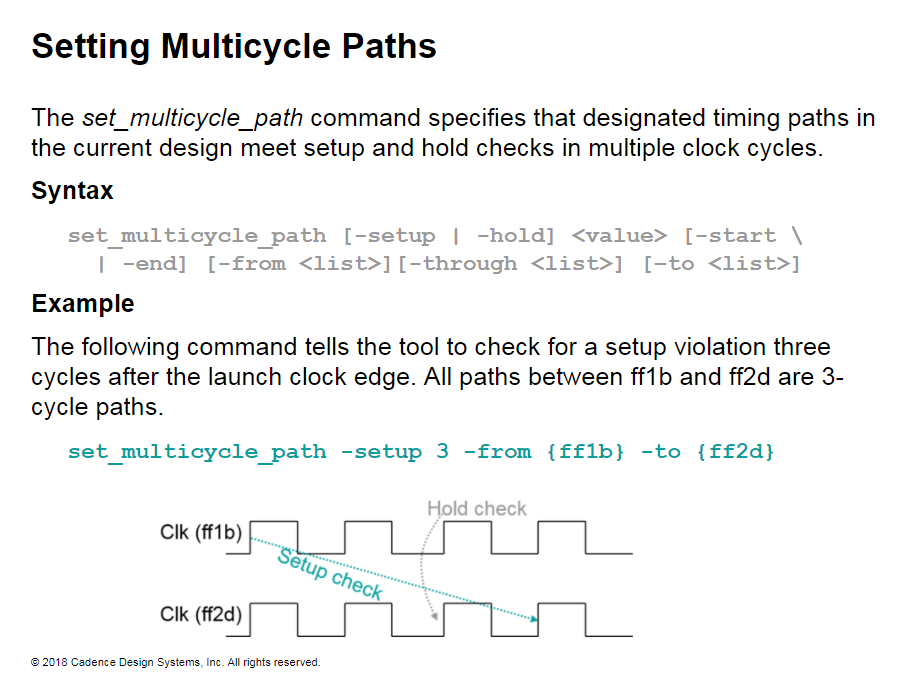 Setting Multicycle Paths
The set_multicycle_path command specifies that designated timing paths in
the current design meet setup and hold checks in multiple clock cycles.
Syntax
set_multicycle_path [-setup | -hold] <value> [-start \
| -end] [-from <list>][-through <list>] [–to <list>]
Example
The following command tells the tool to check for a setup violation three
cycles after the launch clock edge. All paths between ff1b and ff2d are 3-
cycle paths.
set_multicycle_path -setup 3 -from {ff1b} -to {ff2d}
Hold check
Clk (ff1b)
Setup check
Clk (ff2d)
© 2018 Cadence Design Systems, Inc. All rights reserved.